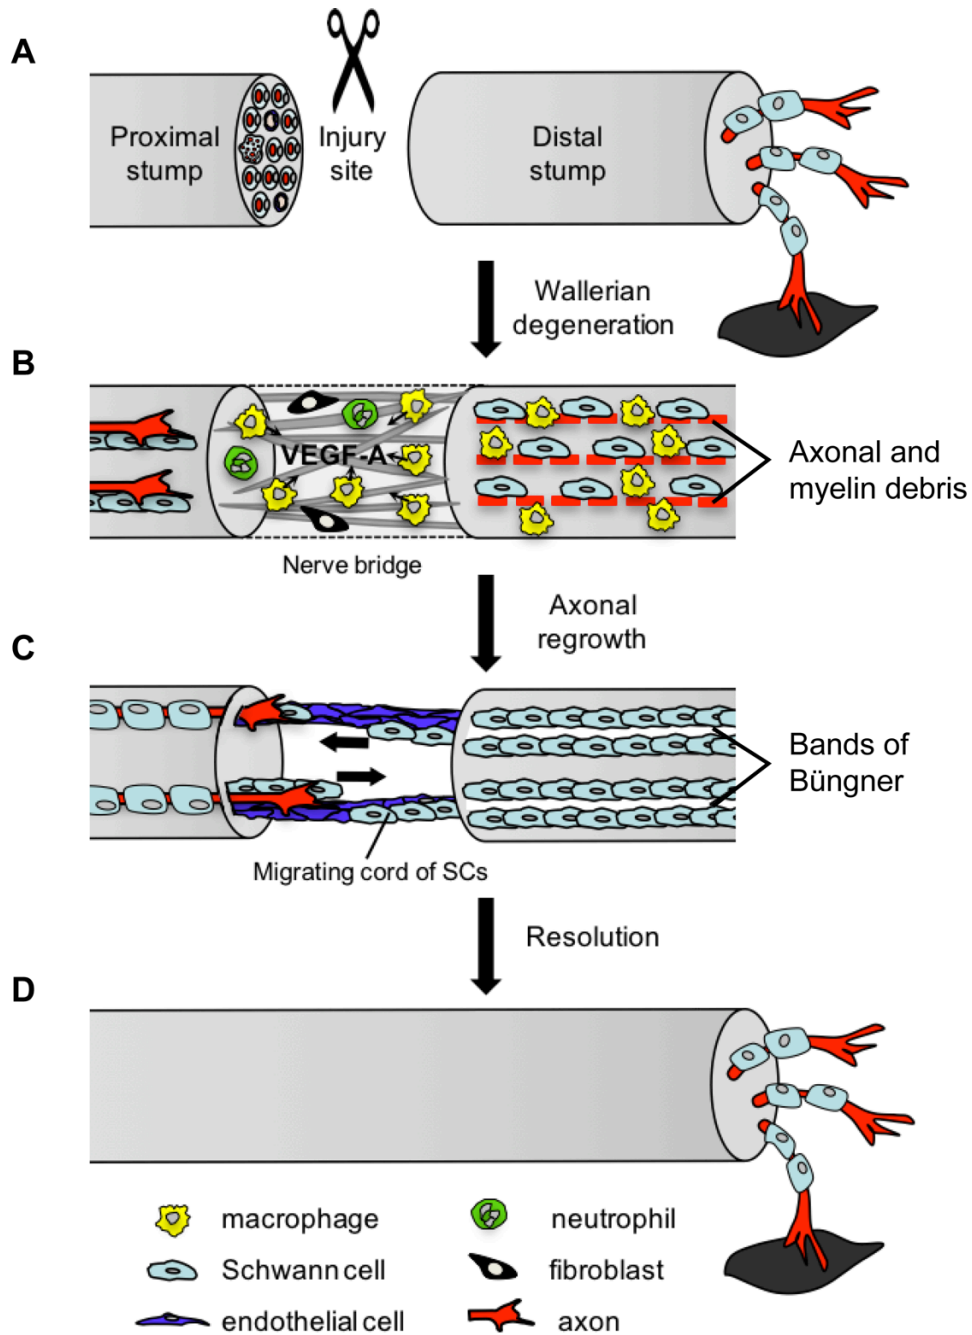 A
Proximal
stump
Injury
site
Distal
stump
Wallerian
degeneration
B
VEGF-A
Axonal and
myelin debris
Nerve bridge
Axonal
regrowth
C
Bands of
Büngner
Migrating cord of SCs
Resolution
D
macrophage
neutrophil
Schwann cell
fibroblast
endothelial cell
axon